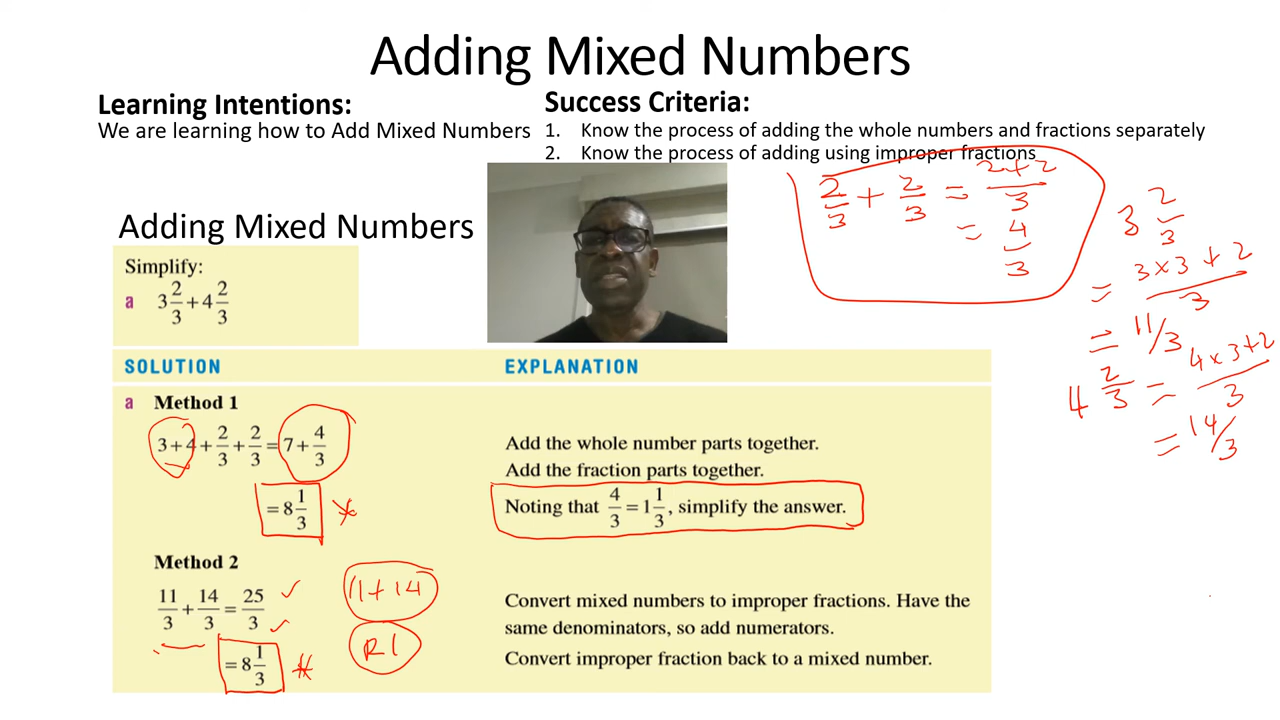 Adding Mixed Numbers
Learning Intentions:
We are learning how to Add Mixed Numbers
Success Criteria:
1. Know the process of adding the whole numbers and fractions separately
2. Know the process of adding using improper fractions
2/3 + 2/3 = 2+2/3
= 4/3
3 2/3
= 3×3+2/3
= 11/3
4 2/3 = 4×3+2/3
= 14/3
Adding Mixed Numbers
Simplify:
a 3 2/3 + 4 2/3
SOLUTION EXPLANATION
a Method 1
3 + 4 + 2/3 + 2/3 = 7 + 4/3
= 8 1/3
Add the whole number parts together.
Add the fraction parts together.
Noting that 4/3 = 1 1/3, simplify the answer.
Method 2
11/3 + 14/3 = 25/3
= 8 1/3
11+14
R1
Convert mixed numbers to improper fractions. Have the
same denominators, so add numerators.
Convert improper fraction back to a mixed number.